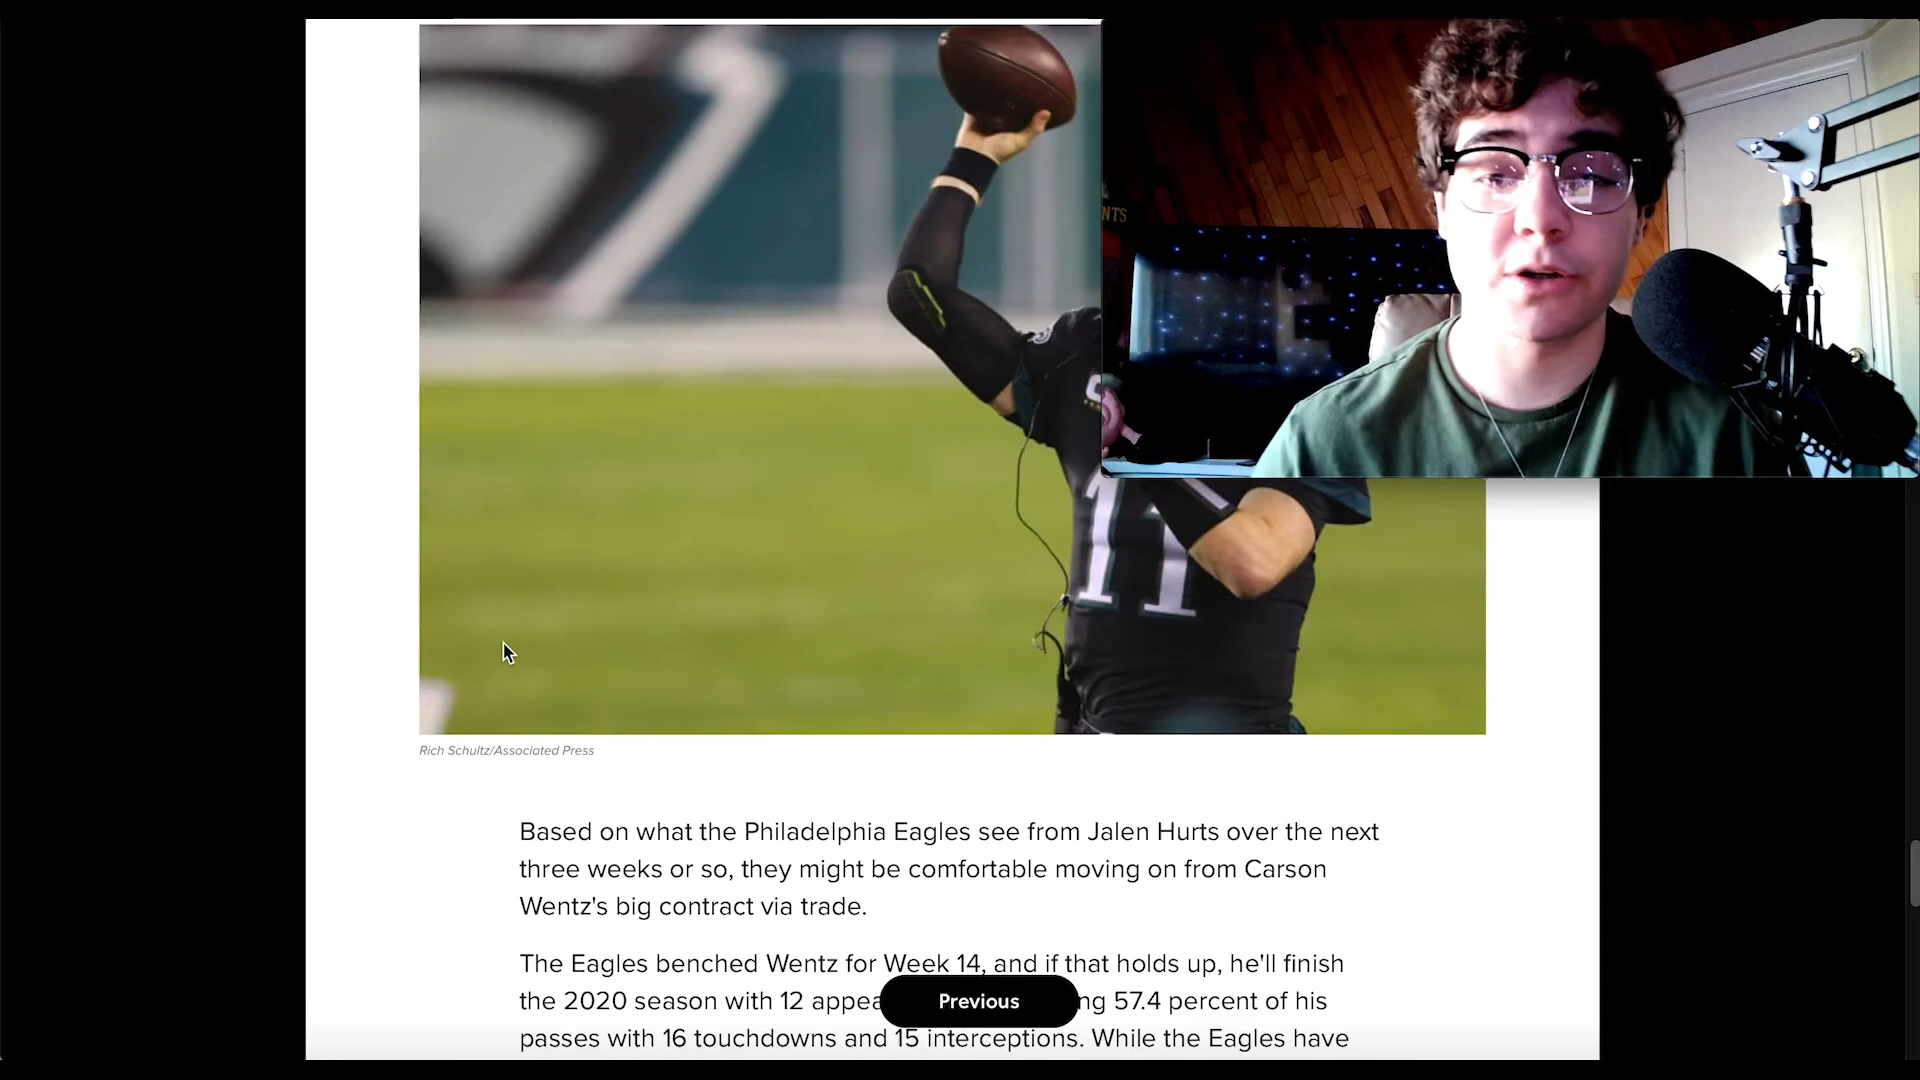 NTS
11
Rich Schultz/Associated Press
Based on what the Philadelphia Eagles see from Jalen Hurts over the next
three weeks or so, they might be comfortable moving on from Carson
Wentz's big contract via trade.
The Eagles benched Wentz for Week 14, and if that holds up, he'll finish
the 2020 season with 12 appea
Previous
ng 57.4 percent of his
passes with 16 touchdowns and 15 interceptions. While the Eagles have